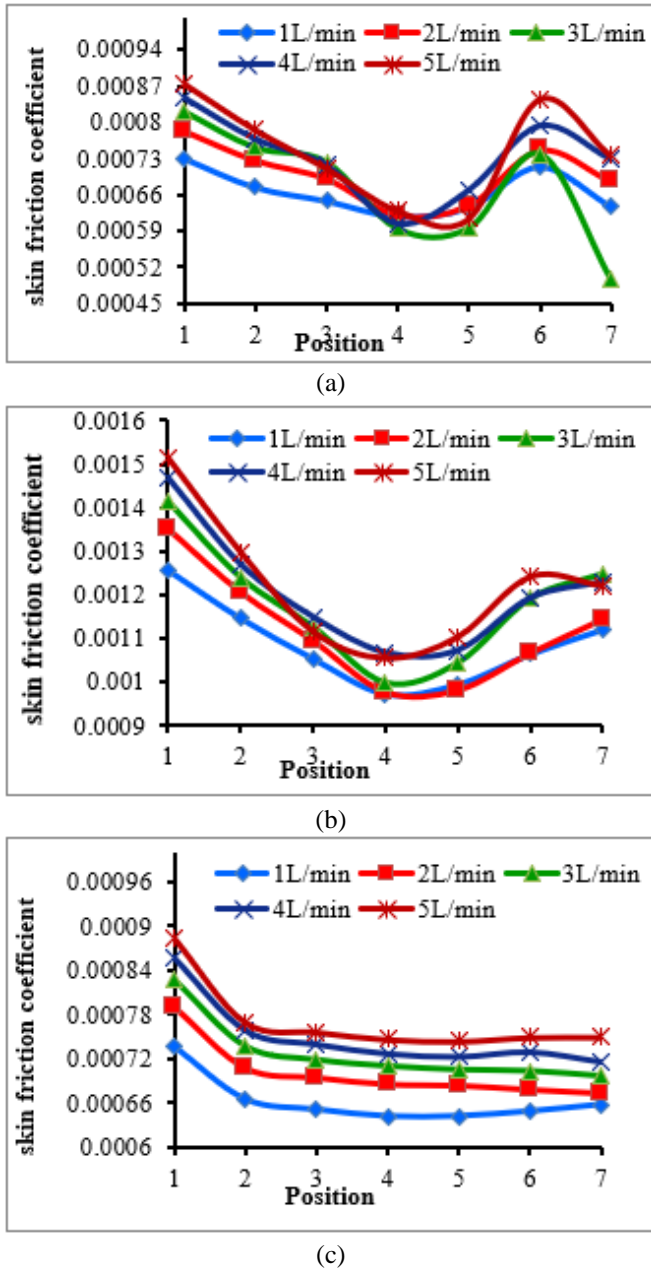 1L/min 2L/min 3L/min
4L/min 5L/min
skin friction coefficient
0.00094
0.00087
0.0008
0.00073
0.00066
0.00059
0.00052
0.00045
1 2 3 4 5 6 7
Position
(a)
1L/min 2L/min 3L/min
4L/min 5L/min
skin friction coefficient
0.0016
0.0015
0.0014
0.0013
0.0012
0.0011
0.001
0.0009
1 2 3 4 5 6 7
Position
(b)
1L/min 2L/min 3L/min
4L/min 5L/min
skin friction coefficient
0.00096
0.0009
0.00084
0.00078
0.00072
0.00066
0.0006
1 2 3 4 5 6 7
Position
(c)